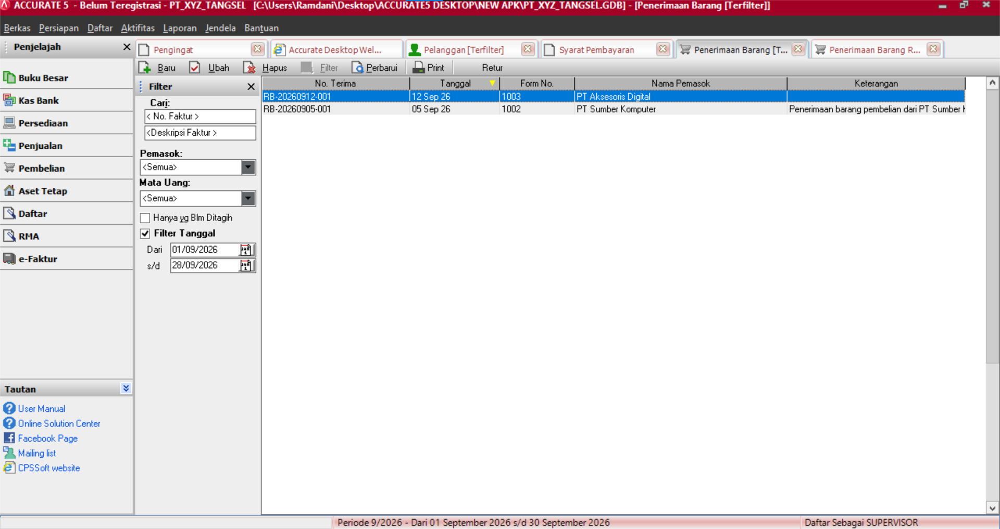 ACCURATE 5 - Belum Teregistrasi - PT_XYZ_TANGSEL [C:\Users\Ramdani\Desktop\ACCURATE5 DESKTOP\NEW APK\PT_XYZ_TANGSEL.GDB] - [Penerimaan Barang [Terfilter]]
Berkas Persiapan Daftar Aktifitas Laporan Jendela Bantuan
Penjelajah
Pengingat
Accurate Desktop Wel...
Pelanggan [Terfilter]
Syarat Pembayaran
Penerimaan Barang [T...
Penerimaan Barang R...
Baru Ubah Hapus Filter Perbarui Print Retur
Buku Besar
Kas Bank
Persediaan
Penjualan
Pembelian
Aset Tetap
Daftar
RMA
e-Faktur
Tautan
User Manual
Online Solution Center
Facebook Page
Mailing list
CPSSoft website
Filter
Cari:
< No. Faktur >
<Deskripsi Faktur >
Pemasok:
<Semua>
Mata Uang:
<Semua>
Hanya yg Blm Ditagih
Filter Tanggal
Dari 01/09/2026
s/d 28/09/2026
No. Terima Tanggal Form No. Nama Pemasok Keterangan
RB-20260912-001 12 Sep 26 1003 PT Aksesoris Digital
RB-20260905-001 05 Sep 26 1002 PT Sumber Komputer Penerimaan barang pembelian dari PT Sumber
Periode 9/2026 - Dari 01 September 2026 s/d 30 September 2026
Daftar Sebagai SUPERVISOR